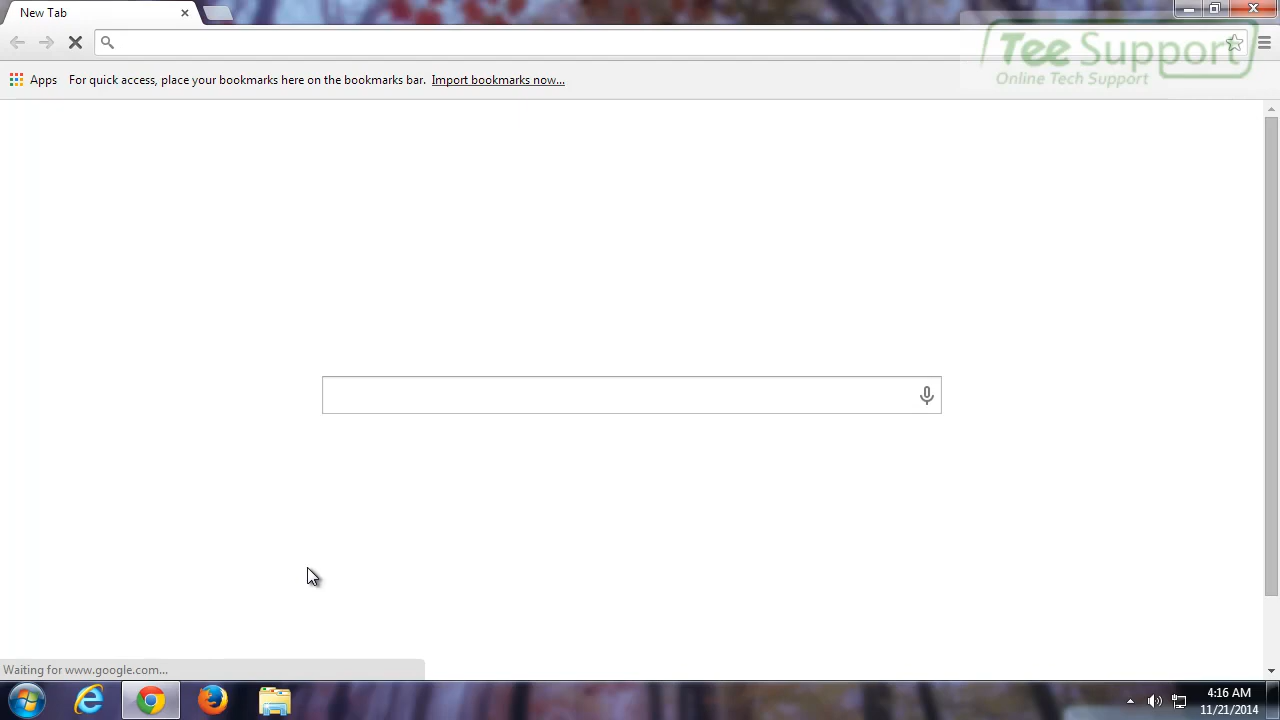 New Tab
Tee Support
Online Tech Support
Apps For quick access, place your bookmarks here on the bookmarks bar. Import bookmarks now...
Waiting for www.google.com...
4:16 AM
11/21/2014